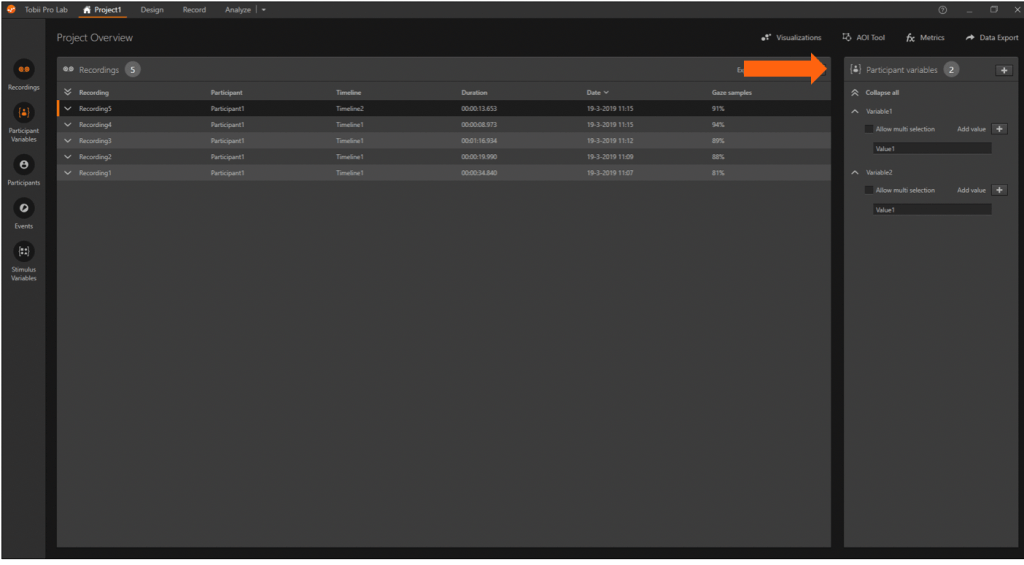 Tobii Pro Lab Project1 Design Record Analyze
Project Overview
Visualizations AOI Tool Metrics Data Export
Recordings
Participant Variables
Participants
Events
Stimulus Variables
Recordings 5
Recording Participant Timeline Duration Date Gaze samples
Recording5 Participant1 Timeline2 00:00:13.653 19-3-2019 11:15 91%
Recording4 Participant1 Timeline1 00:00:08.973 19-3-2019 11:15 94%
Recording3 Participant1 Timeline1 00:01:16.934 19-3-2019 11:12 89%
Recording2 Participant1 Timeline1 00:00:19.990 19-3-2019 11:09 88%
Recording1 Participant1 Timeline1 00:00:34.840 19-3-2019 11:07 81%
Participant variables 2
Collapse all
Variable1
Allow multi selection Add value
Value1
Variable2
Allow multi selection Add value
Value1